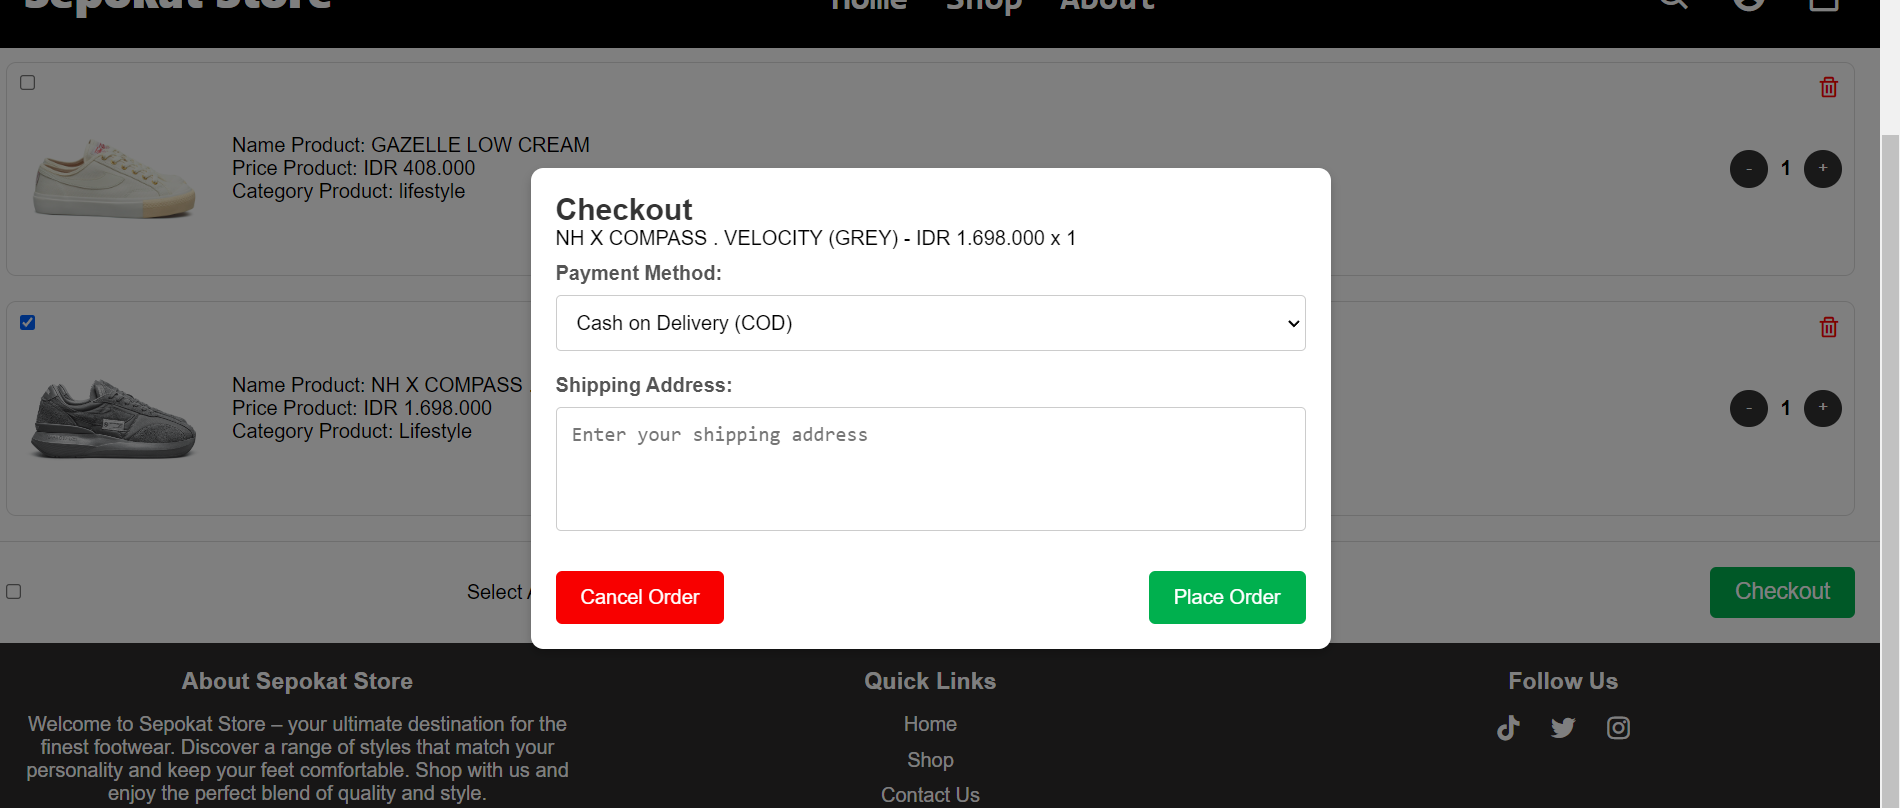 Sepokat Store
Home Shop About
Name Product: GAZELLE LOW CREAM
Price Product: IDR 408.000
Category Product: lifestyle
- 1 +
Checkout
NH X COMPASS . VELOCITY (GREY) - IDR 1.698.000 x 1
Payment Method:
Cash on Delivery (COD)
Shipping Address:
Enter your shipping address
Cancel Order
Place Order
Name Product: NH X COMPASS .
Price Product: IDR 1.698.000
Category Product: Lifestyle
- 1 +
Select
Checkout
About Sepokat Store
Welcome to Sepokat Store – your ultimate destination for the
finest footwear. Discover a range of styles that match your
personality and keep your feet comfortable. Shop with us and
enjoy the perfect blend of quality and style.
Quick Links
Home
Shop
Contact Us
Follow Us